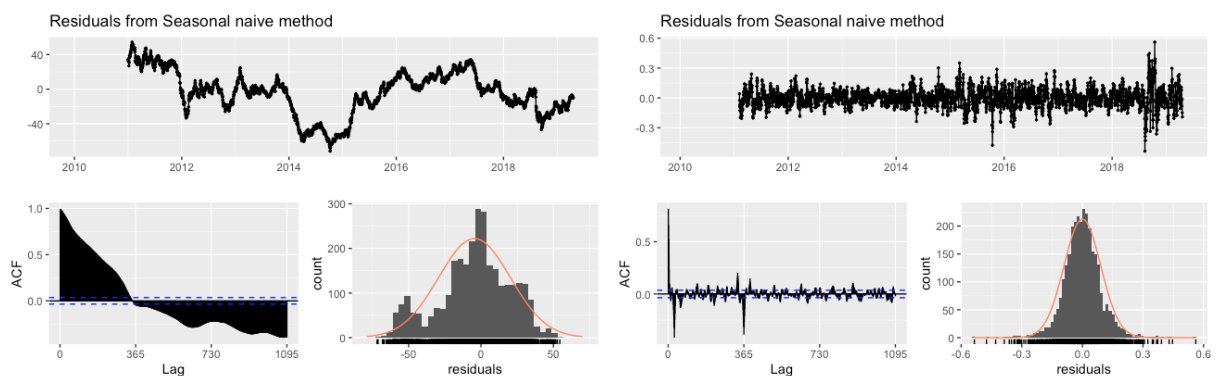 Residuals from Seasonal naive method
40
0
-40
2010 2012 2014 2016 2018
ACF
1.0
0.5
0.0
0 365 730 1095
Lag
count
300
200
100
0
-50 0 50
residuals
Residuals from Seasonal naive method
0.6
0.3
0.0
-0.3
2010 2012 2014 2016 2018
ACF
0.5
0.0
0 365 730 1095
Lag
count
200
150
100
50
0
-0.6 -0.3 0.0 0.3 0.6
residuals